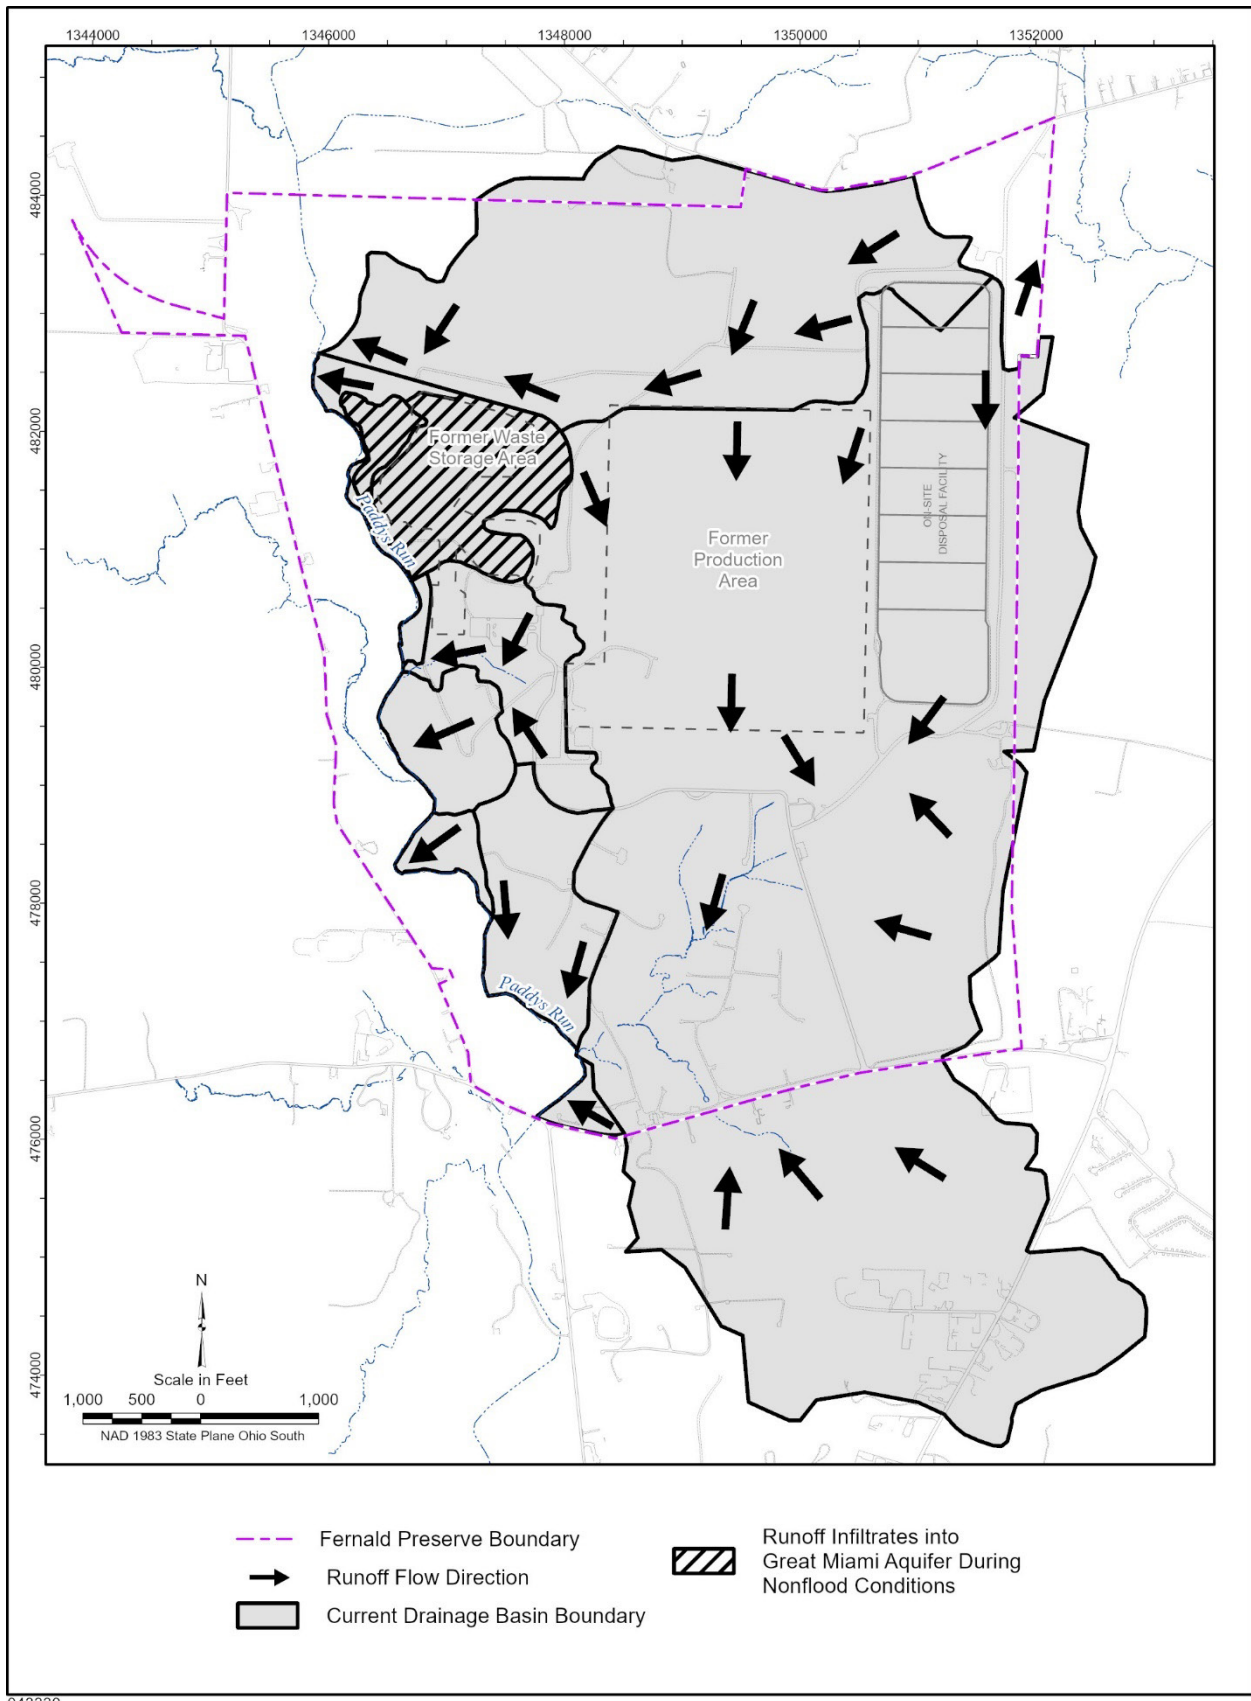 1344000
1346000
1348000
1350000
1352000
484000
482000
480000
478000
476000
474000
Former Waste
Storage Area
Paddys Run
Former
Production
Area
ON-SITE
DISPOSAL FACILITY
Paddys Run
N
Scale in Feet
1,000 500 0 1,000
NAD 1983 State Plane Ohio South
Fernald Preserve Boundary
Runoff Flow Direction
Current Drainage Basin Boundary
Runoff Infiltrates into
Great Miami Aquifer During
Nonflood Conditions